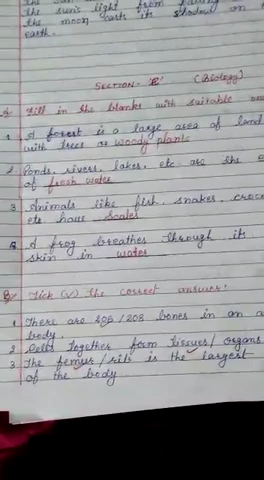 the sun's light from
the moon casts its shadow on
earth.
SECTION- 'B' (Biology)
Fill in the blanks with suitable
1 A forest is a large area of land
with trees or woody plants
2. Ponds, rivers, lakes, etc are the
of fresh water
3 Animals like fish, snakes, croc
etc have scales
A frog breathes through its
skin in water
Tick (✓) the correct answer:
1 There are 206/208 bones in an a
body.
2 Cells together form tissues/organs
3 The femur/rib is the largest
of the body